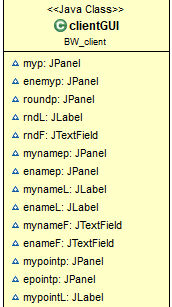 <<Java Class>>
clientGUI
BW_client
myp: JPanel
enemyp: JPanel
roundp: JPanel
rndL: JLabel
rndF: JTextField
mynamep: JPanel
enamep: JPanel
mynameL: JLabel
enameL: JLabel
mynameF: JTextField
enameF: JTextField
mypointp: JPanel
epointp: JPanel
mypointL: JLabel